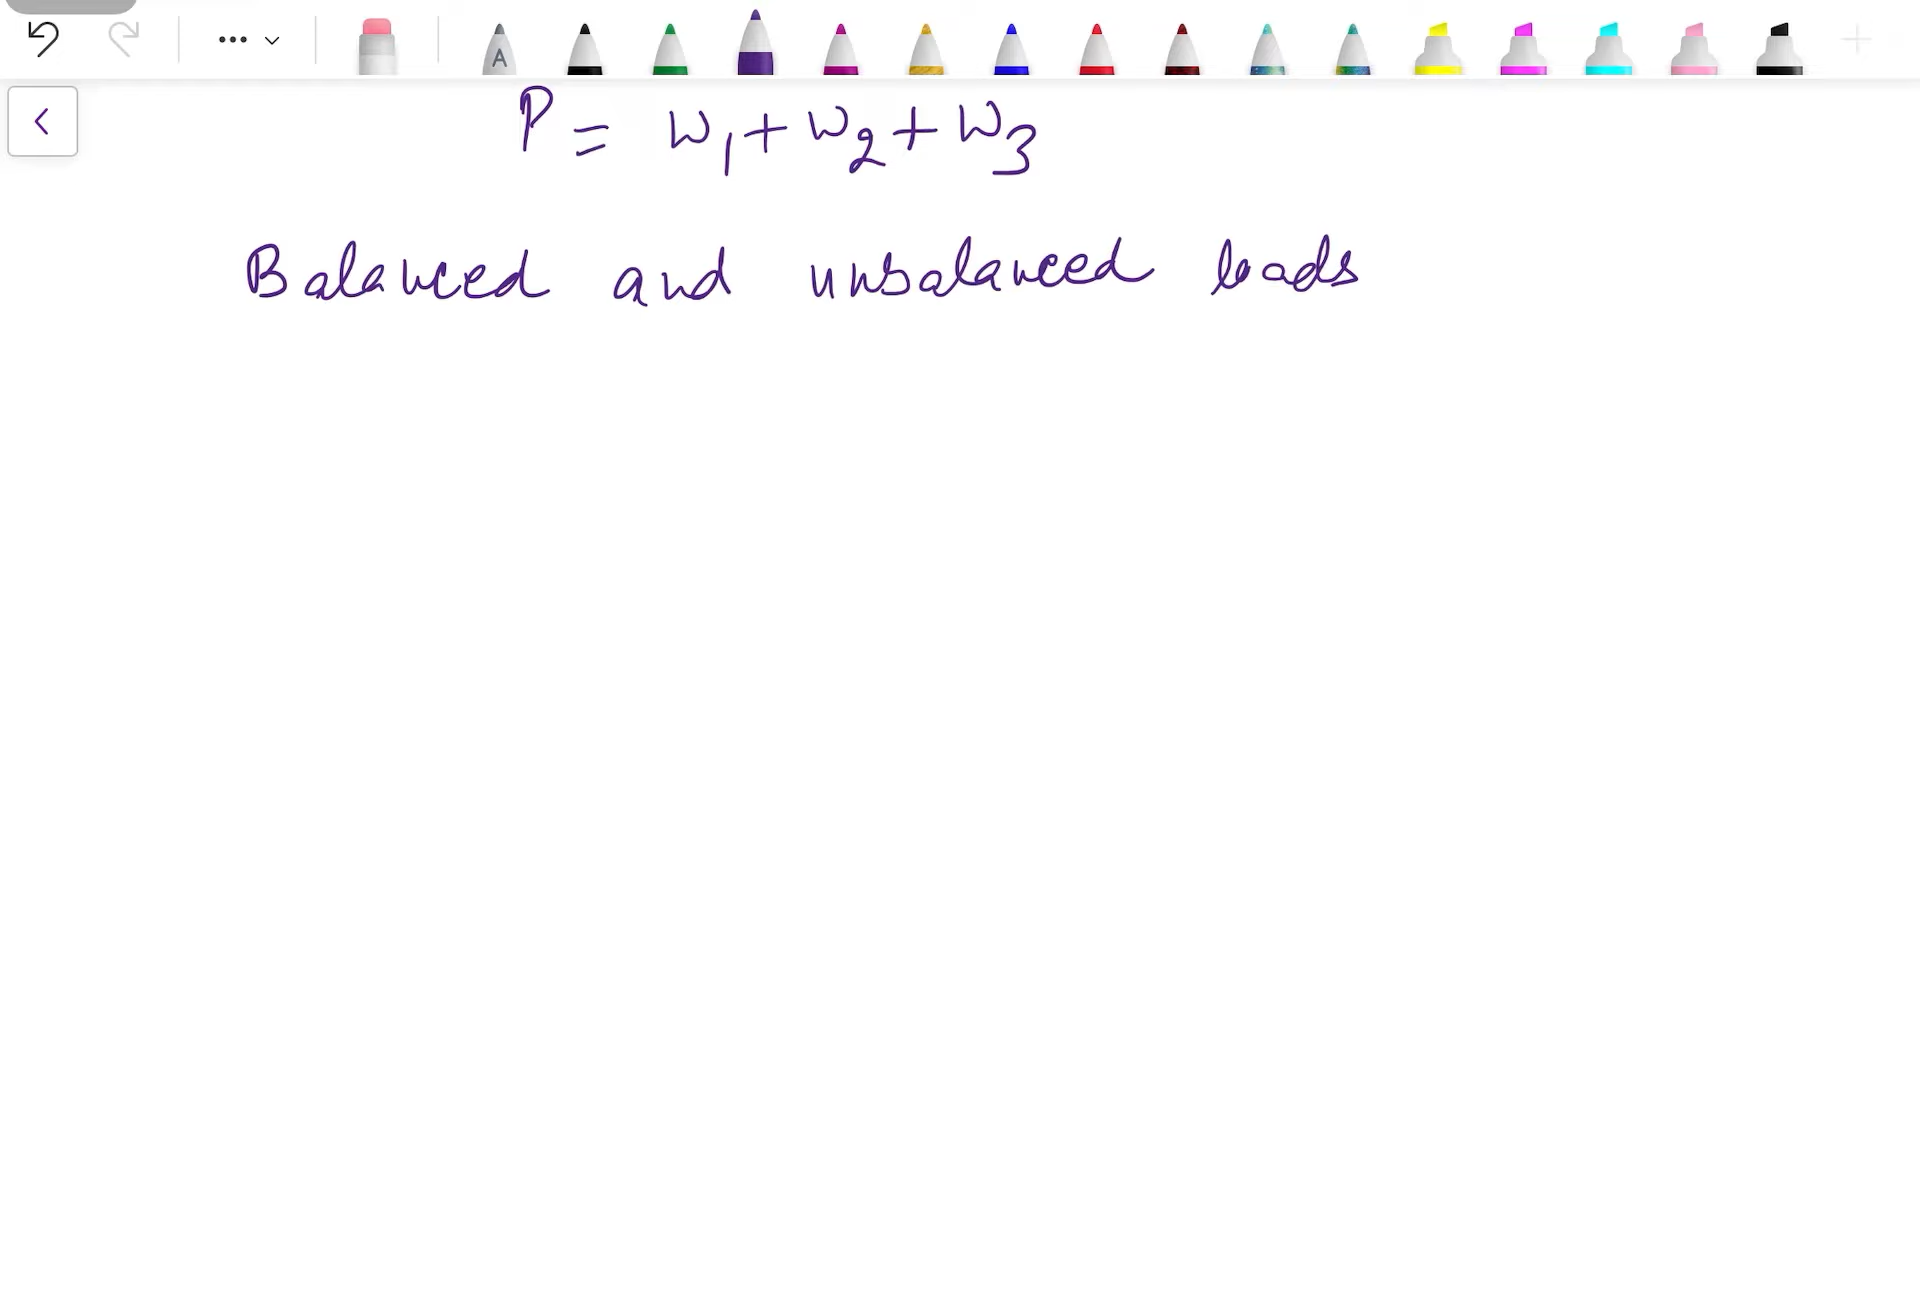 A
P = W₁ + W₂ + W₃
Balanced and unbalanced loads